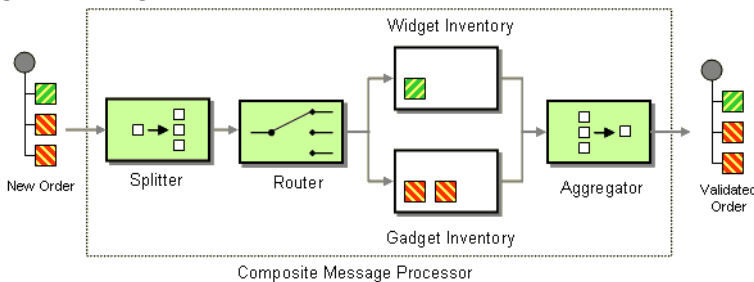 Widget Inventory
New Order
Splitter
Router
Aggregator
Validated
Order
Gadget Inventory
Composite Message Processor